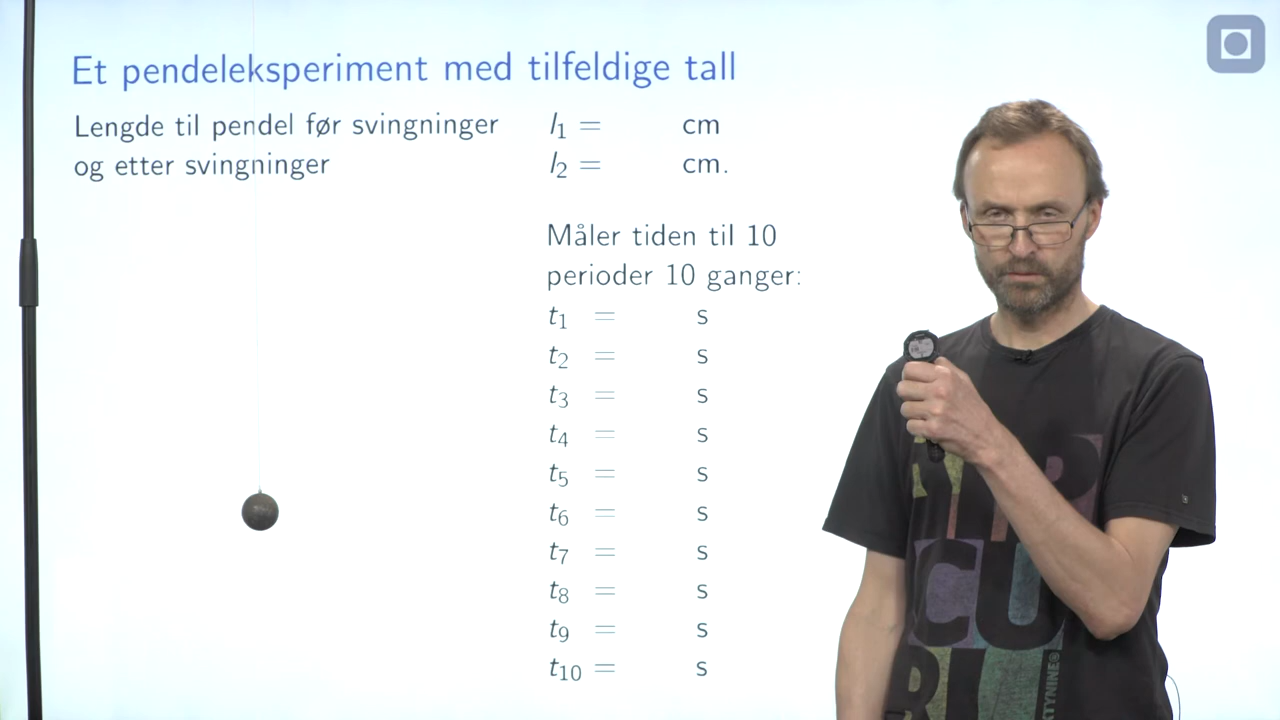 Et pendeleksperiment med tilfeldige tall
Lengde til pendel før svingninger l₁ = cm
og etter svingninger l₂ = cm.
Måler tiden til 10
perioder 10 ganger:
t₁ = s
t₂ = s
t₃ = s
t₄ = s
t₅ = s
t₆ = s
t₇ = s
t₈ = s
t₉ = s
t₁₀ = s